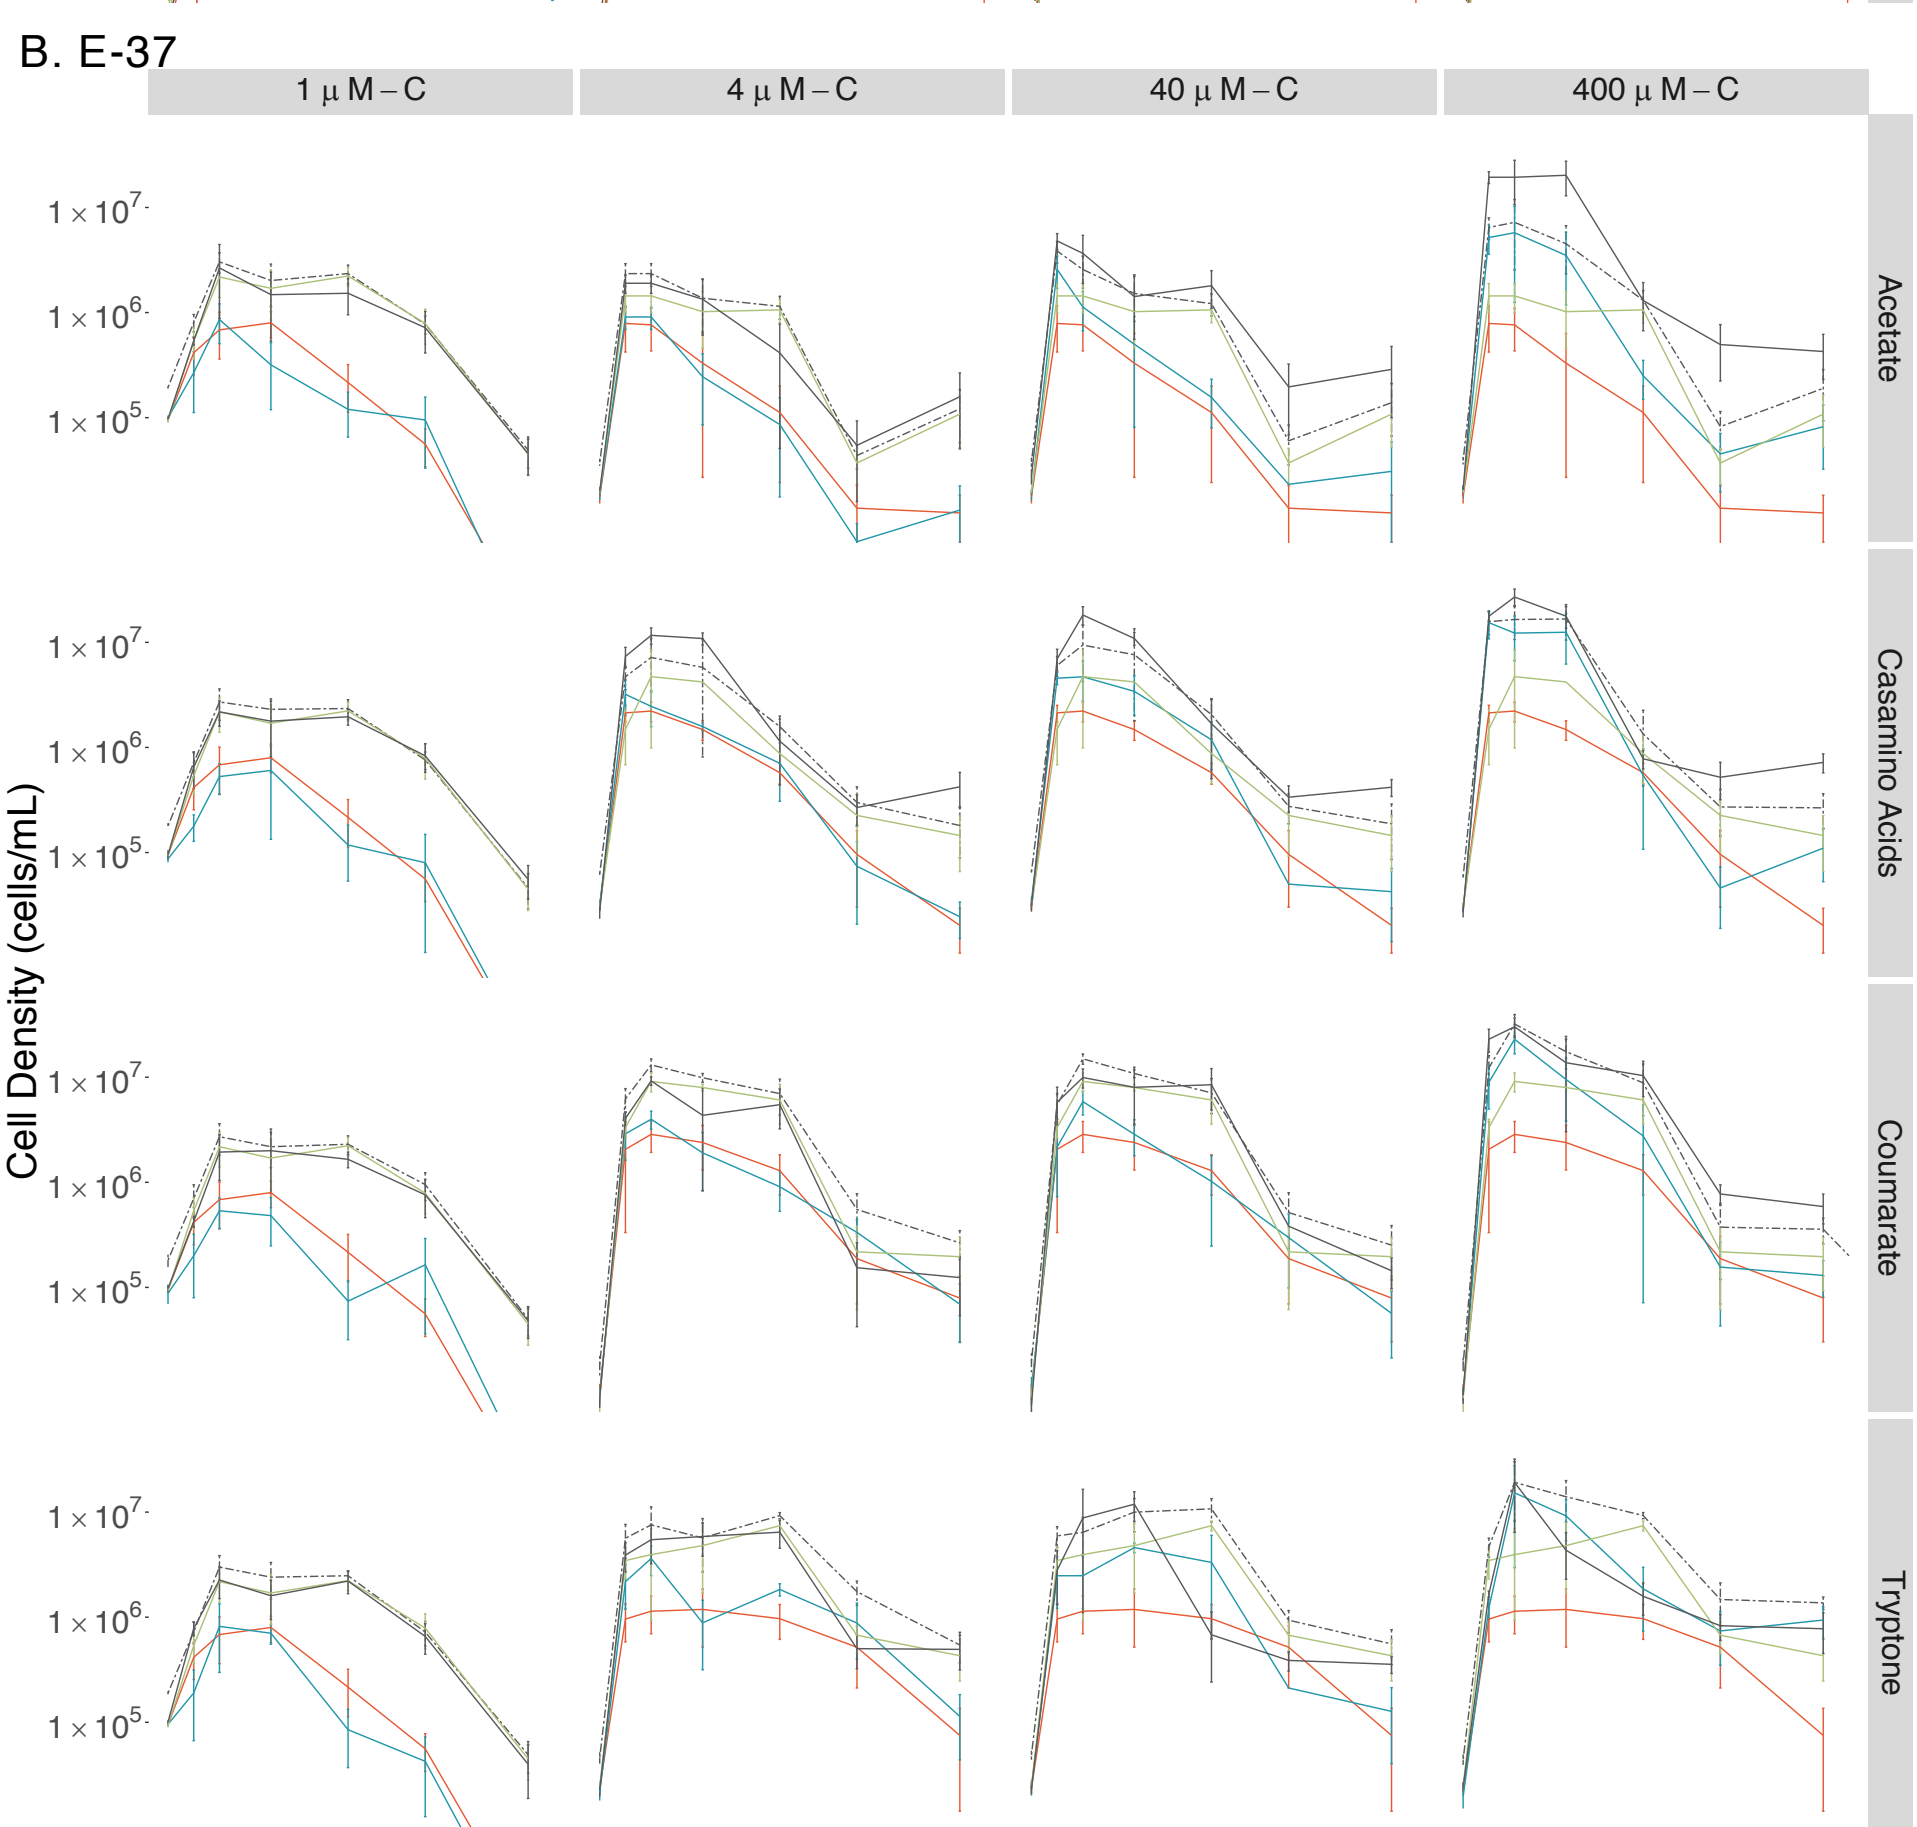 B. E-37
1 μ M – C
4 μ M – C
40 μ M – C
400 μ M – C
Cell Density (cells/mL)
1 × 10⁷
1 × 10⁶
1 × 10⁵
Acetate
1 × 10⁷
1 × 10⁶
1 × 10⁵
Casamino Acids
1 × 10⁷
1 × 10⁶
1 × 10⁵
Coumarate
1 × 10⁷
1 × 10⁶
1 × 10⁵
Tryptone